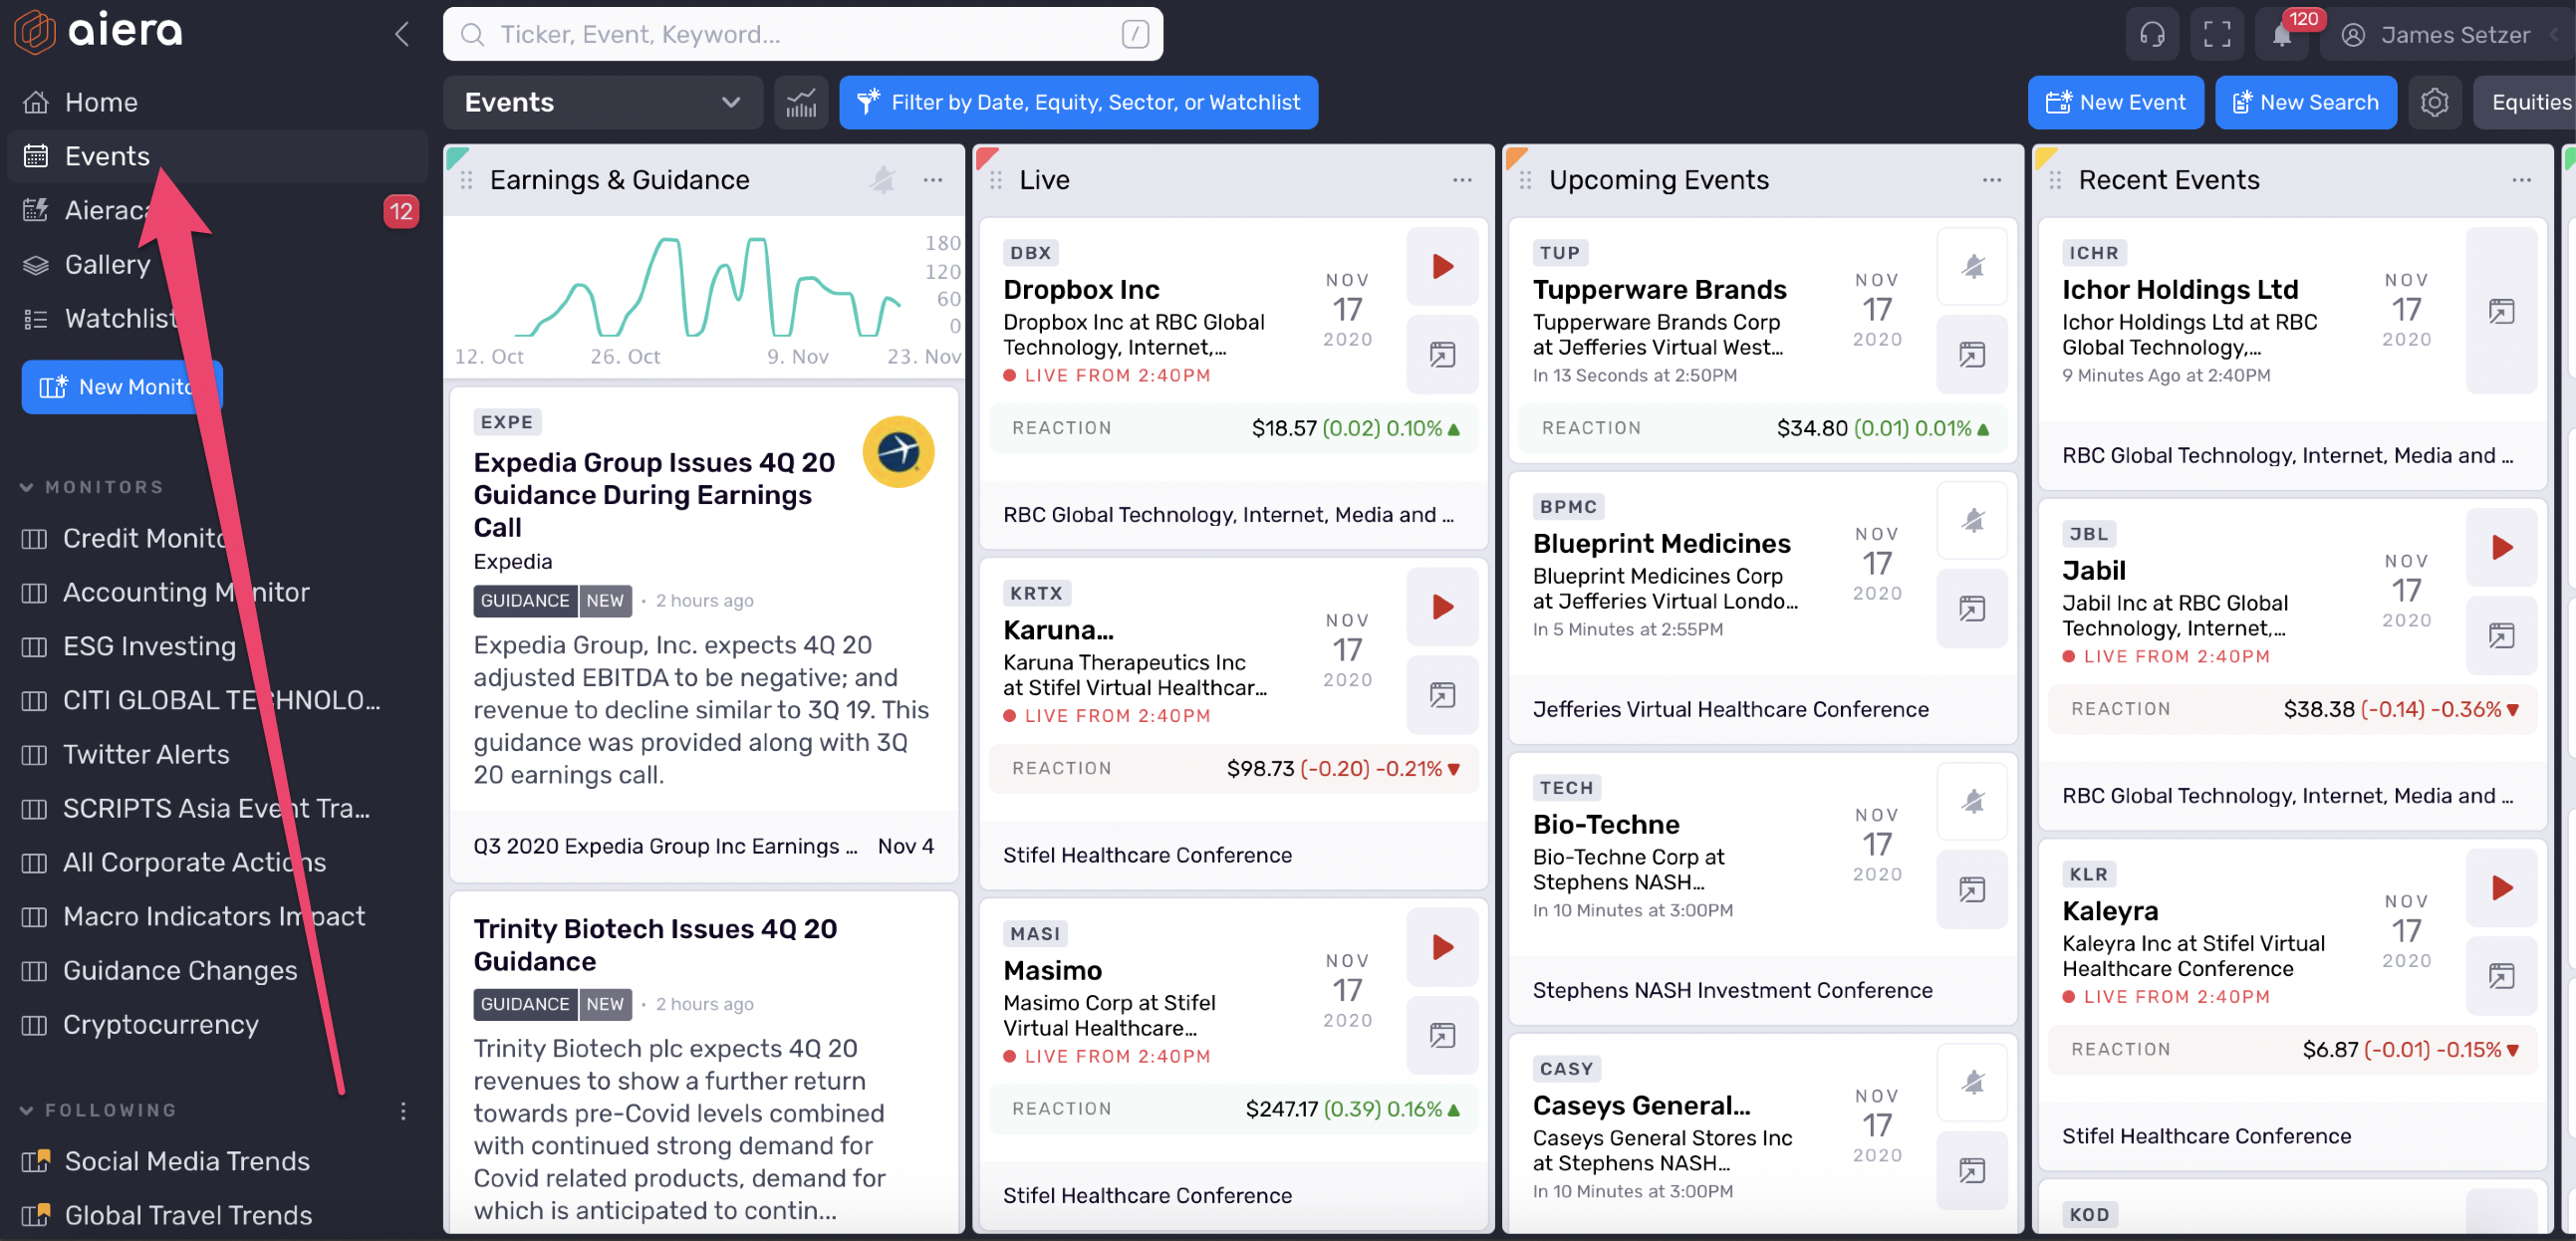 aiera
Home
Events
12
Gallery
Watchlist
MONITORS
ESG Investing
Twitter Alerts
All Corporate Actions
Guidance Changes
Cryptocurrency
FOLLOWING
Social Media Trends
Global Travel Trends
Ticker, Event, Keyword...
/
120
James Setzer
Events
Filter by Date, Equity, Sector, or Watchlist
New Event
New Search
Equities
Earnings & Guidance
180
120
60
0
12. Oct 26. Oct 9. Nov 23. Nov
EXPE
Expedia Group Issues 4Q 20
Guidance During Earnings
Call
Expedia
GUIDANCE NEW · 2 hours ago
Expedia Group, Inc. expects 4Q 20
adjusted EBITDA to be negative; and
revenue to decline similar to 3Q 19. This
guidance was provided along with 3Q
20 earnings call.
Q3 2020 Expedia Group Inc Earnings ... Nov 4
Trinity Biotech Issues 4Q 20
Guidance
GUIDANCE NEW · 2 hours ago
Trinity Biotech plc expects 4Q 20
revenues to show a further return
towards pre-Covid levels combined
with continued strong demand for
Covid related products, demand for
which is anticipated to contin...
Live
DBX
Dropbox Inc
Dropbox Inc at RBC Global
Technology, Internet,...
LIVE FROM 2:40PM
NOV
17
2020
REACTION $18.57 (0.02) 0.10%
RBC Global Technology, Internet, Media and ...
KRTX
Karuna...
Karuna Therapeutics Inc
at Stifel Virtual Healthcar...
LIVE FROM 2:40PM
NOV
17
2020
REACTION $98.73 (-0.20) -0.21%
Stifel Healthcare Conference
MASI
Masimo
Masimo Corp at Stifel
Virtual Healthcare...
LIVE FROM 2:40PM
NOV
17
2020
REACTION $247.17 (0.39) 0.16%
Stifel Healthcare Conference
Upcoming Events
TUP
Tupperware Brands
Tupperware Brands Corp
at Jefferies Virtual West...
In 13 Seconds at 2:50PM
NOV
17
2020
REACTION $34.80 (0.01) 0.01%
BPMC
Blueprint Medicines
Blueprint Medicines Corp
at Jefferies Virtual Londo...
In 5 Minutes at 2:55PM
NOV
17
2020
Jefferies Virtual Healthcare Conference
TECH
Bio-Techne
Bio-Techne Corp at
Stephens NASH...
In 10 Minutes at 3:00PM
NOV
17
2020
Stephens NASH Investment Conference
CASY
Caseys General...
Caseys General Stores Inc
at Stephens NASH...
In 10 Minutes at 3:00PM
NOV
17
2020
Recent Events
ICHR
Ichor Holdings Ltd
Ichor Holdings Ltd at RBC
Global Technology,...
9 Minutes Ago at 2:40PM
NOV
17
2020
RBC Global Technology, Internet, Media and ...
JBL
Jabil
Jabil Inc at RBC Global
Technology, Internet,...
LIVE FROM 2:40PM
NOV
17
2020
REACTION $38.38 (-0.14) -0.36%
RBC Global Technology, Internet, Media and ...
KLR
Kaleyra
Kaleyra Inc at Stifel Virtual
Healthcare Conference
LIVE FROM 2:40PM
NOV
17
2020
REACTION $6.87 (-0.01) -0.15%
Stifel Healthcare Conference
KOD